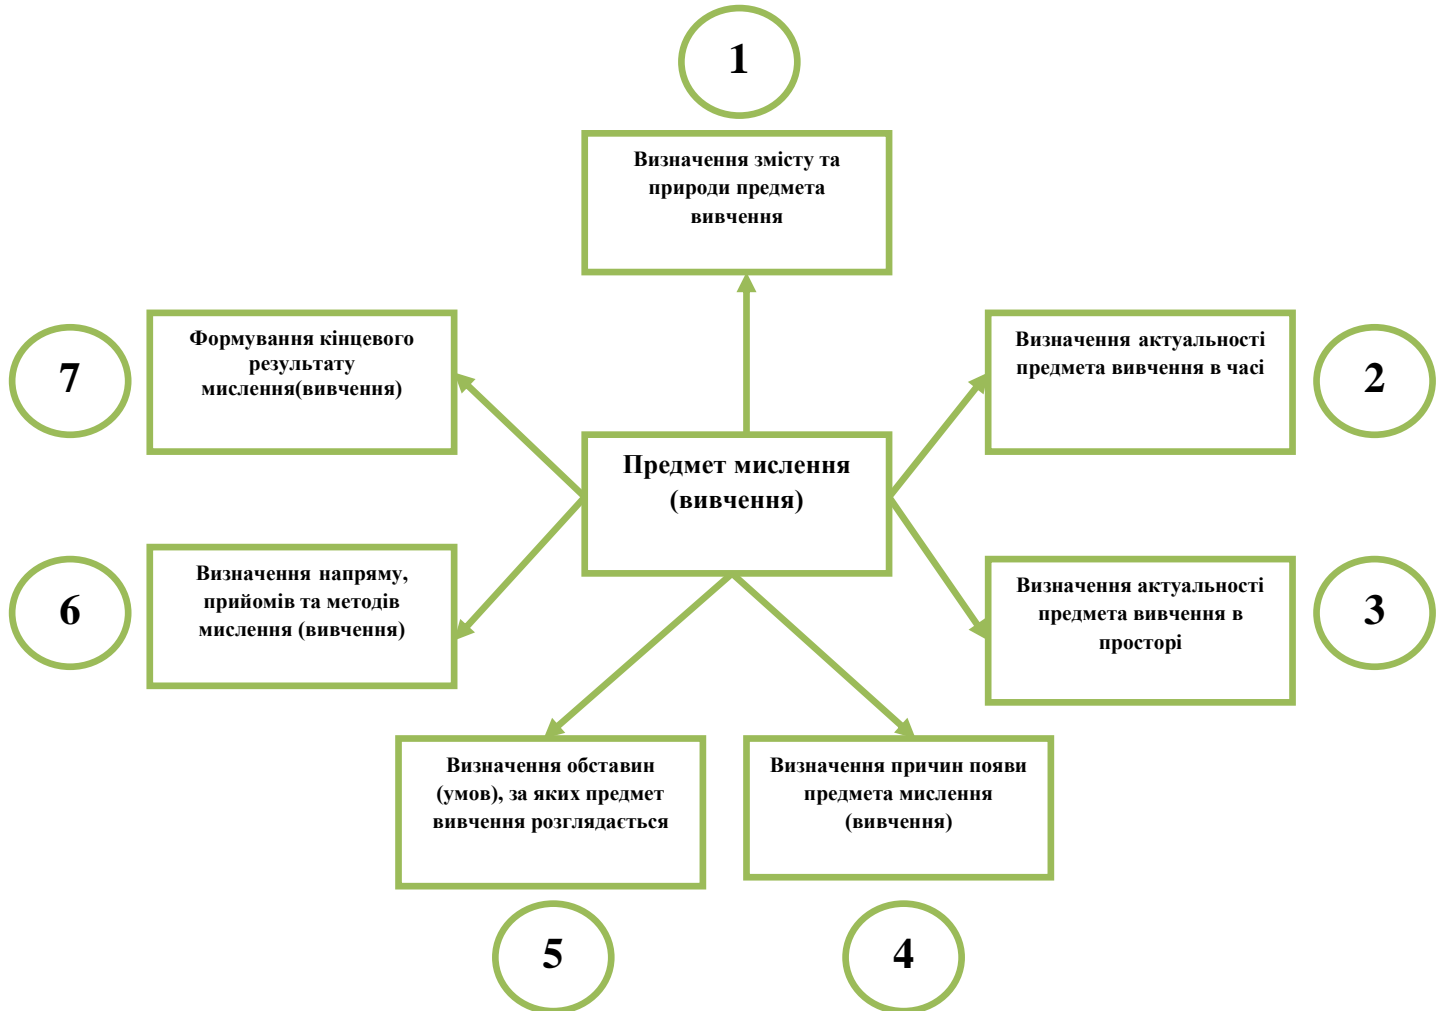 1
Визначення змісту та
природи предмета
вивчення
7
Формування кінцевого
результату
мислення(вивчення)
Визначення актуальності
предмета вивчення в часі
2
Предмет мислення
(вивчення)
6
Визначення напряму,
прийомів та методів
мислення (вивчення)
Визначення актуальності
предмета вивчення в
просторі
3
Визначення обставин
(умов), за яких предмет
вивчення розглядається
Визначення причин появи
предмета мислення
(вивчення)
5
4